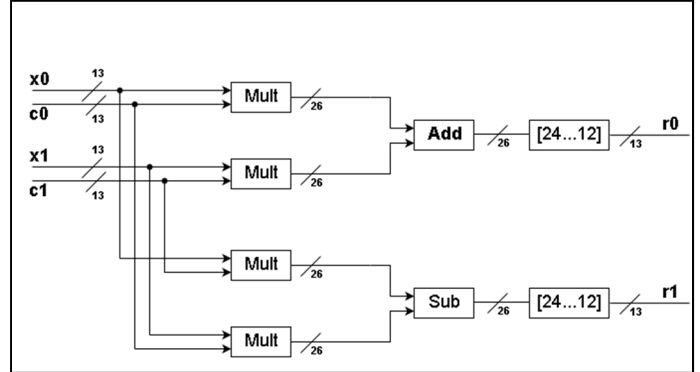 x0 13
c0 13
Mult 26
x1 13
c1 13
Mult 26
Add 26 [24...12] 13 r0
Mult 26
Mult 26
Sub 26 [24...12] 13 r1